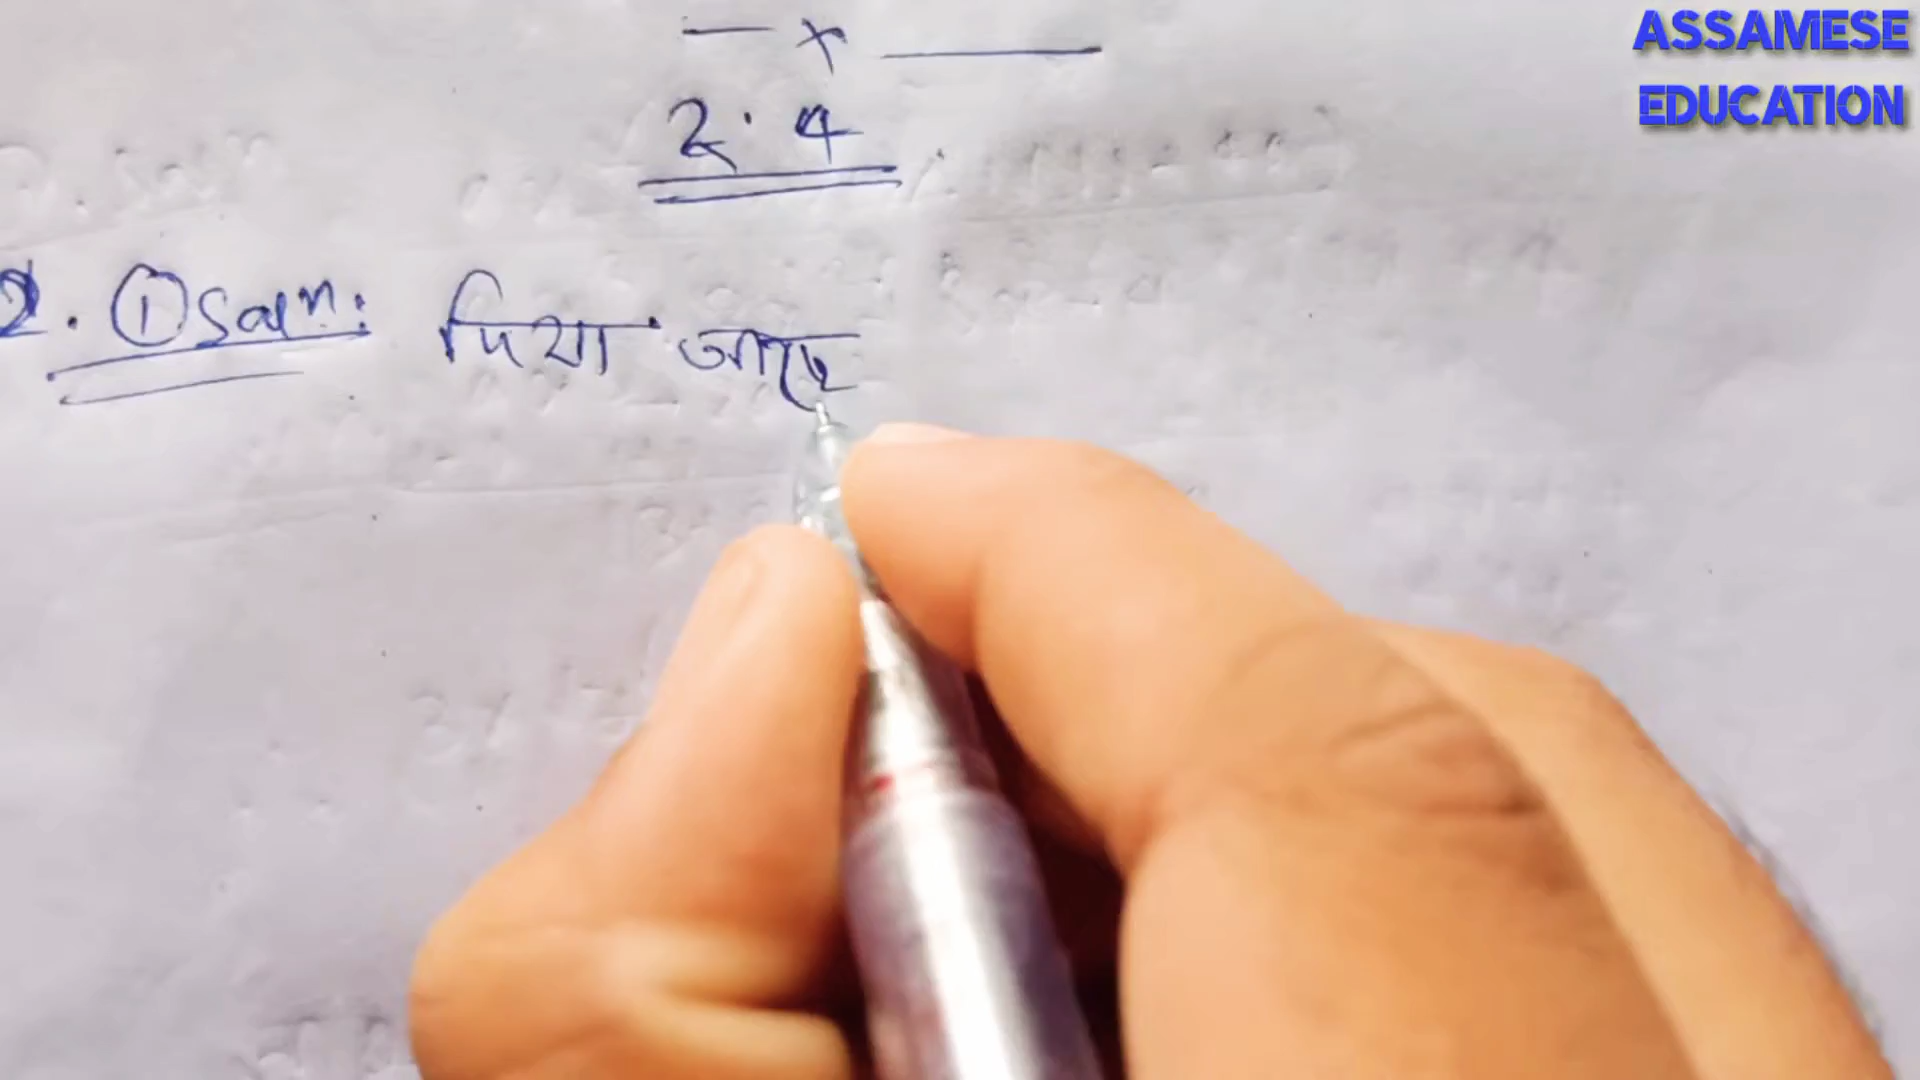 ASSAMESE
EDUCATION
— x ——
2.4
2. ① Solⁿ: দিয়া আছে